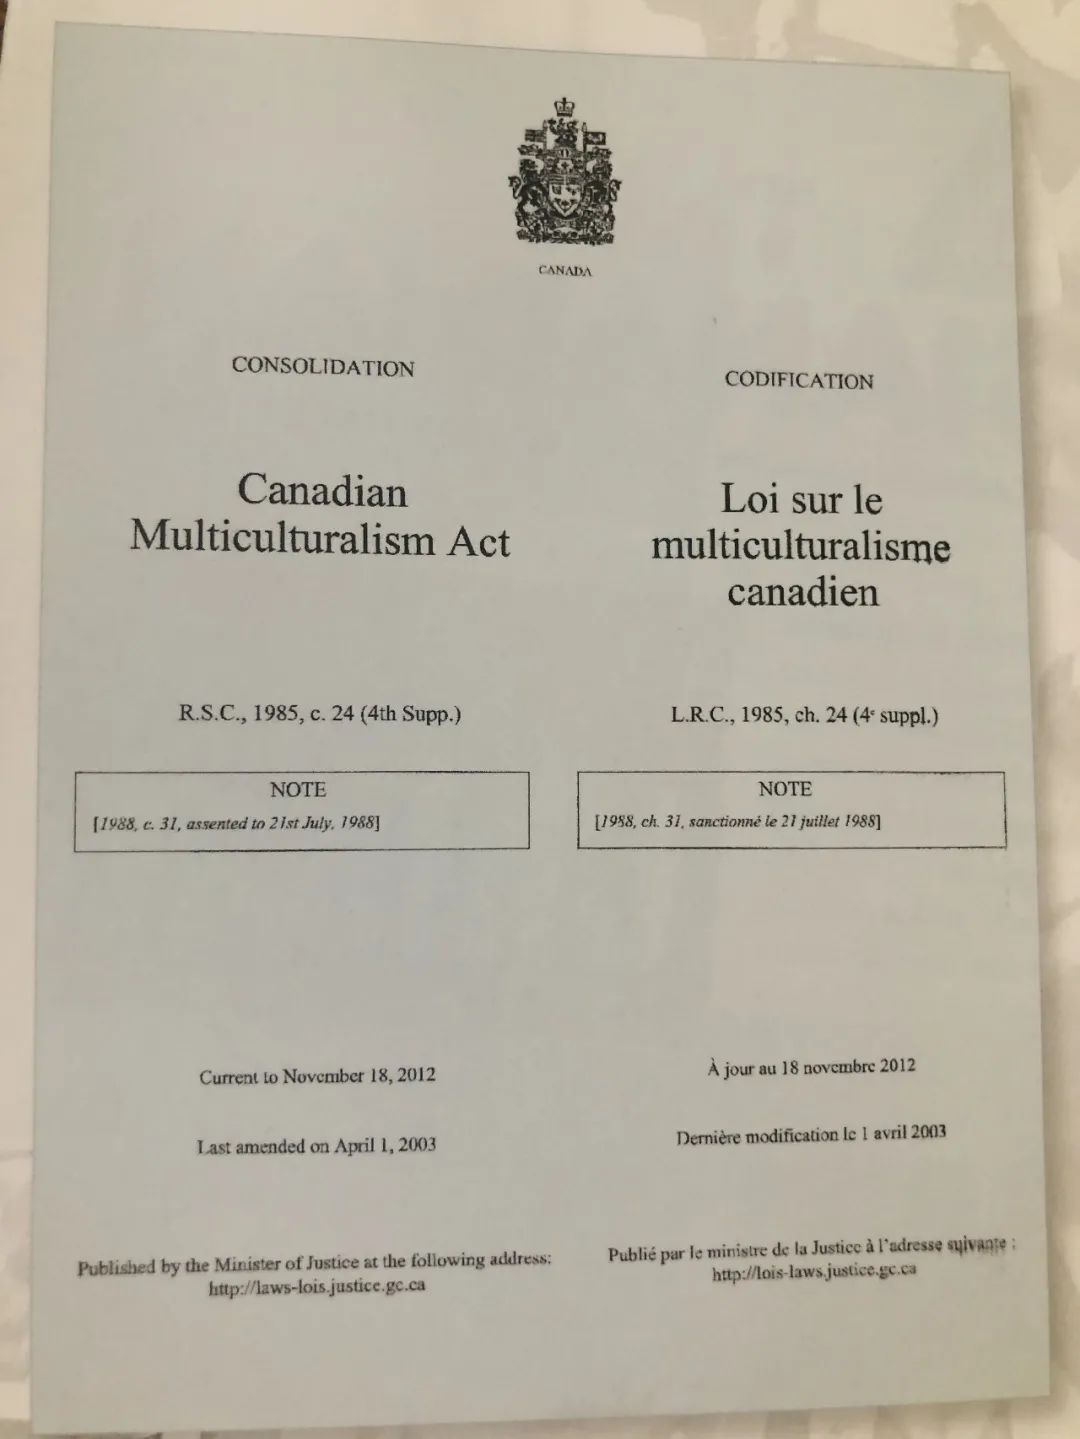 CANADA
CONSOLIDATION
Canadian
Multiculturalism Act
R.S.C., 1985, c. 24 (4th Supp.)
NOTE
[1988, c. 31, assented to 21st July, 1988]
Current to November 18, 2012
Last amended on April 1, 2003
Published by the Minister of Justice at the following address:
http://laws-lois.justice.gc.ca
CODIFICATION
Loi sur le
multiculturalisme
canadien
L.R.C., 1985, ch. 24 (4e suppl.)
NOTE
[1988, ch. 31, sanctionné le 21 juillet 1988]
À jour au 18 novembre 2012
Dernière modification le 1 avril 2003
Publié par le ministre de la Justice à l'adresse suivante :
http://lois-laws.justice.gc.ca